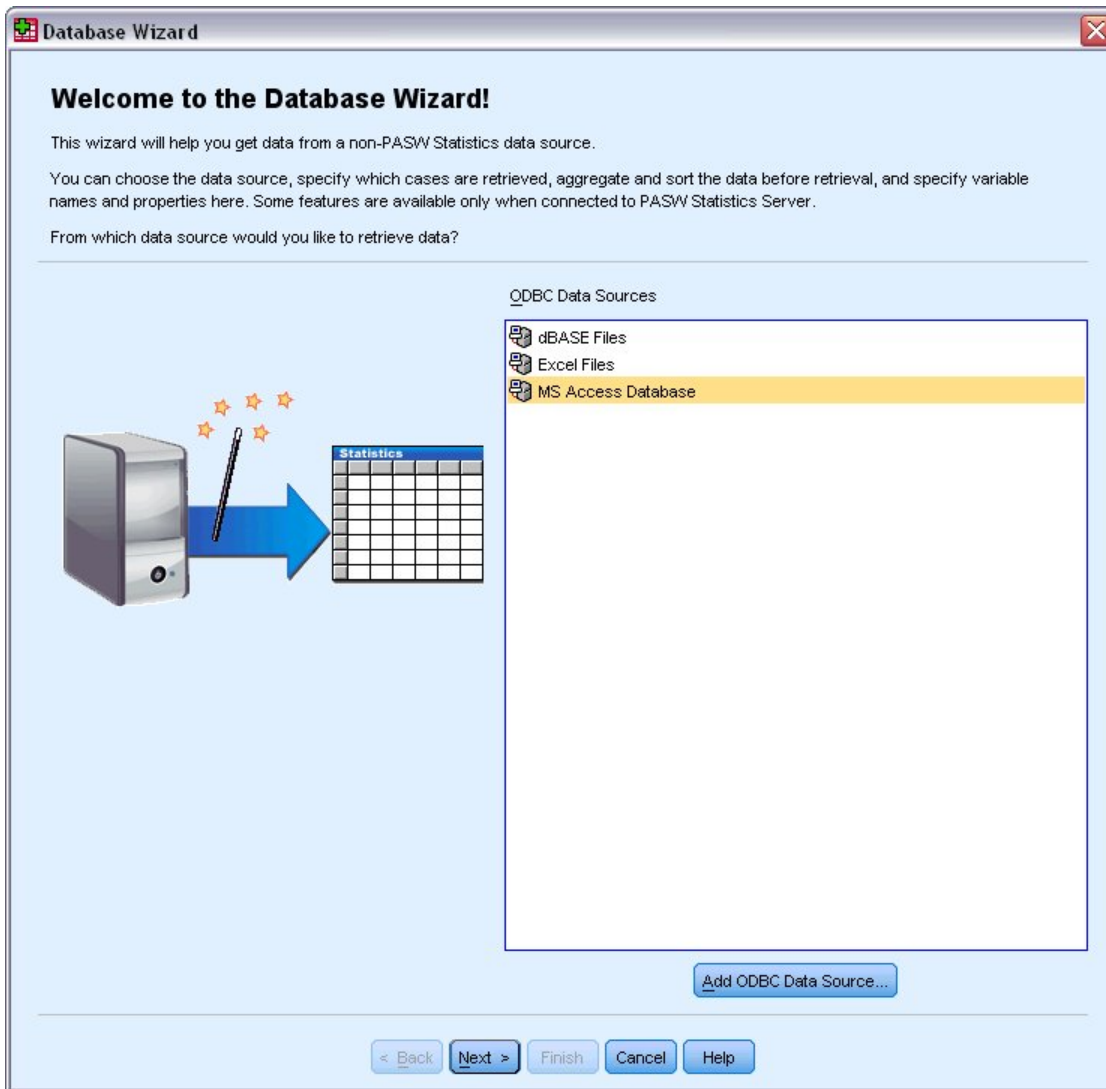 Database Wizard
Welcome to the Database Wizard!
This wizard will help you get data from a non-PASW Statistics data source.
You can choose the data source, specify which cases are retrieved, aggregate and sort the data before retrieval, and specify variable
names and properties here. Some features are available only when connected to PASW Statistics Server.
From which data source would you like to retrieve data?
ODBC Data Sources
dBASE Files
Excel Files
MS Access Database
Statistics
Add ODBC Data Source...
< Back Next > Finish Cancel Help